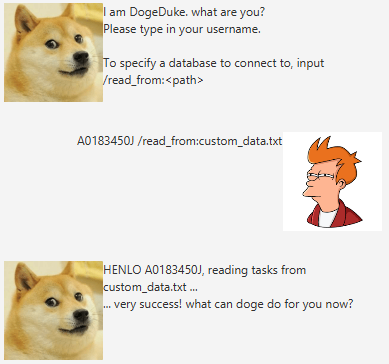 I am DogeDuke. what are you?
Please type in your username.
To specify a database to connect to, input
/read_from:<path>
A0183450J /read_from:custom_data.txt
HENLO A0183450J, reading tasks from
custom_data.txt ...
... very success! what can doge do for you now?